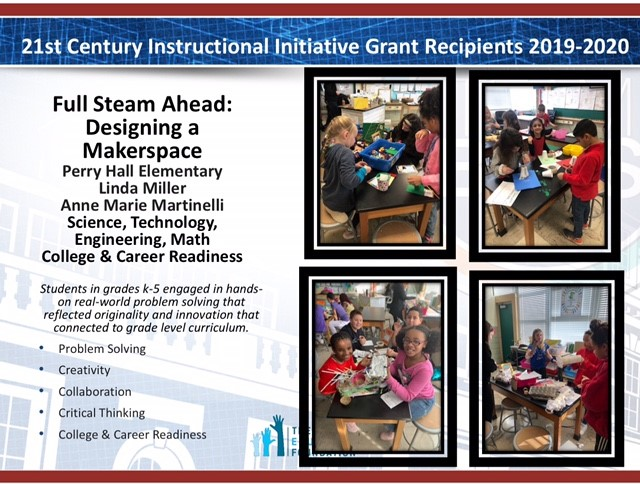 21st Century Instructional Initiative Grant Recipients 2019-2020
Full Steam Ahead:
Designing a
Makerspace
Perry Hall Elementary
Linda Miller
Anne Marie Martinelli
Science, Technology,
Engineering, Math
College & Career Readiness
Students in grades k-5 engaged in hands-
on real-world problem solving that
reflected originality and innovation that
connected to grade level curriculum.
• Problem Solving
• Creativity
• Collaboration
• Critical Thinking
• College & Career Readiness